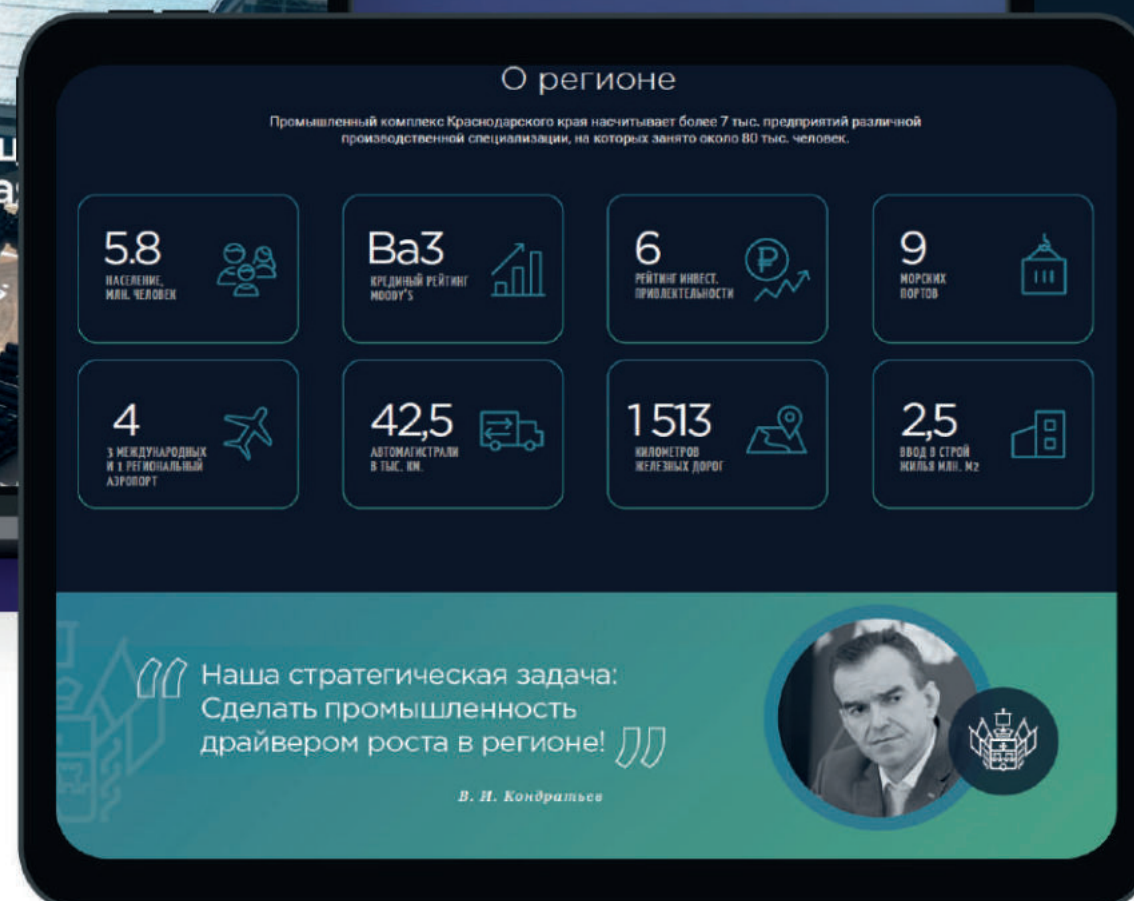 О регионе
Промышленный комплекс Краснодарского края насчитывает более 7 тыс. предприятий различной
производственной специализации, на которых занято около 80 тыс. человек.
5.8
НАСЕЛЕНИЕ,
МЛН. ЧЕЛОВЕК
Ba3
КРЕДИНЫЙ РЕЙТИНГ
MOODY'S
6
РЕЙТИНГ ИНВЕСТ.
ПРИВЛЕКТЕЛЬНОСТИ
9
МОРСКИХ
ПОРТОВ
4
3 МЕЖДУНАРОДНЫХ
И 1 РЕГИОНАЛЬНЫЙ
АЭРОПОРТ
42,5
АВТОМАГИСТРАЛИ
В ТЫС. КМ.
1 513
КИЛОМЕТРОВ
ЖЕЛЕЗНЫХ ДОРОГ
2,5
ВВОД В СТРОЙ
ЖИЛЬЯ МЛН. М2
Наша стратегическая задача:
Сделать промышленность
драйвером роста в регионе!
В. И. Кондратьев